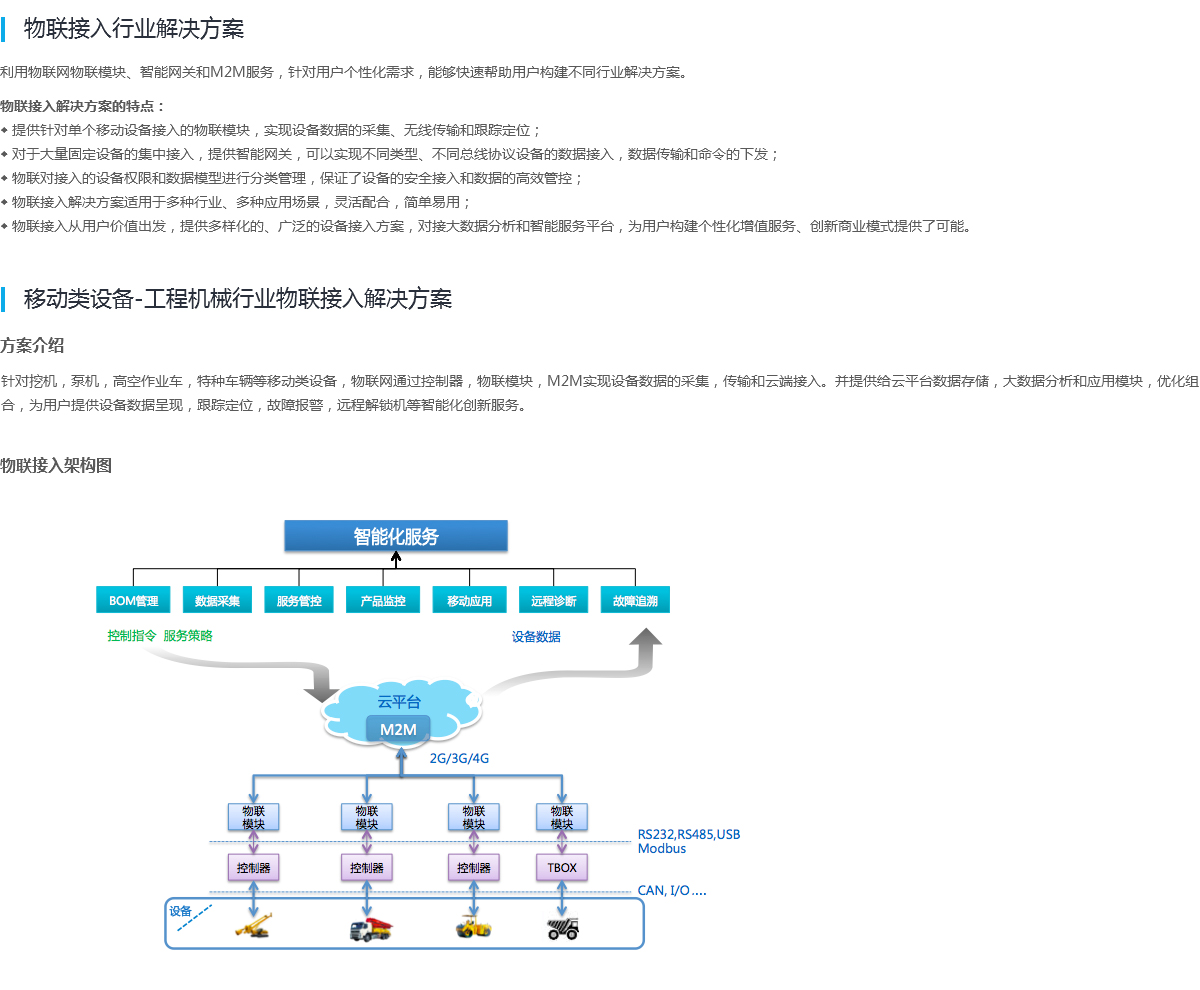 物联接入行业解决方案
利用物联网物联模块、智能网关和M2M服务，针对用户个性化需求，能够快速帮助用户构建不同行业解决方案。
物联接入解决方案的特点：
◆ 提供针对单个移动设备接入的物联模块，实现设备数据的采集、无线传输和跟踪定位；
◆ 对于大量固定设备的集中接入，提供智能网关，可以实现不同类型、不同总线协议设备的数据接入，数据传输和命令的下发；
◆ 物联对接入的设备权限和数据模型进行分类管理，保证了设备的安全接入和数据的高效管控；
◆ 物联接入解决方案适用于多种行业、多种应用场景，灵活配合，简单易用；
◆ 物联接入从用户价值出发，提供多样化的、广泛的设备接入方案，对接大数据分析和智能服务平台，为用户构建个性化增值服务、创新商业模式提供了可能。
移动类设备-工程机械行业物联接入解决方案
方案介绍
针对挖机，泵机，高空作业车，特种车辆等移动类设备，物联网通过控制器，物联模块，M2M实现设备数据的采集，传输和云端接入。并提供给云平台数据存储，大数据分析和应用模块，优化组
合，为用户提供设备数据呈现，跟踪定位，故障报警，远程解锁机等智能化创新服务。
物联接入架构图
智能化服务
BOM管理 数据采集 服务管控 产品监控 移动应用 远程诊断 故障追溯
控制指令 服务策略 设备数据
云平台
M2M
2G/3G/4G
物联 物联 物联 物联
模块 模块 模块 模块
RS232,RS485,USB
Modbus
控制器 控制器 控制器 TBOX
CAN, I/O ....
设备